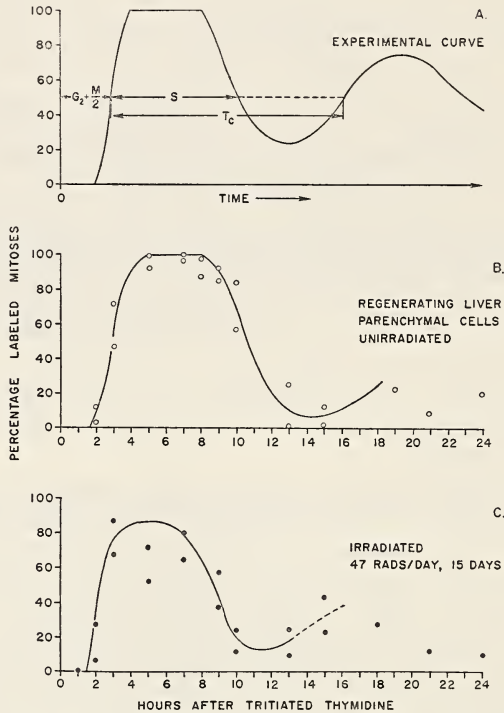 A.
EXPERIMENTAL CURVE
100
80
60
40
20
0
G₂ + M/2
S
T_C
0
TIME
PERCENTAGE LABELED MITOSES
B.
REGENERATING LIVER
PARENCHYMAL CELLS
UNIRRADIATED
100
80
60
40
20
0
0 2 4 6 8 10 12 14 16 18 20 22 24
C.
IRRADIATED
47 RADS/DAY, 15 DAYS
100
80
60
40
20
0
0 2 4 6 8 10 12 14 16 18 20 22 24
HOURS AFTER TRITIATED THYMIDINE